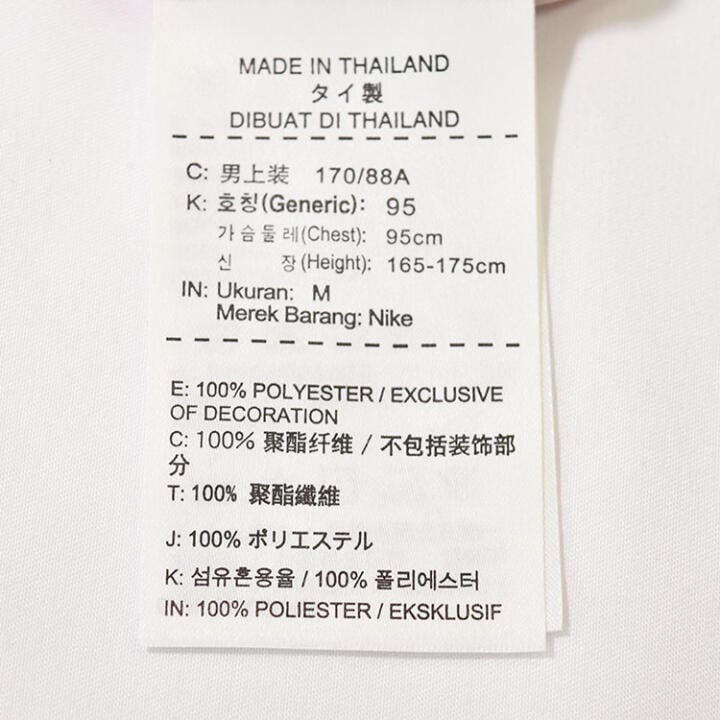 MADE IN THAILAND
タイ製
DIBUAT DI THAILAND
C: 男上装 170/88A
K: 호칭(Generic): 95
가슴둘레(Chest): 95cm
신 장(Height): 165-175cm
IN: Ukuran: M
Merek Barang: Nike
E: 100% POLYESTER / EXCLUSIVE
OF DECORATION
C: 100% 聚酯纤维 / 不包括装饰部
分
T: 100% 聚酯纖維
J: 100% ポリエステル
K: 섬유혼용율 / 100% 폴리에스터
IN: 100% POLIESTER / EKSKLUSIF